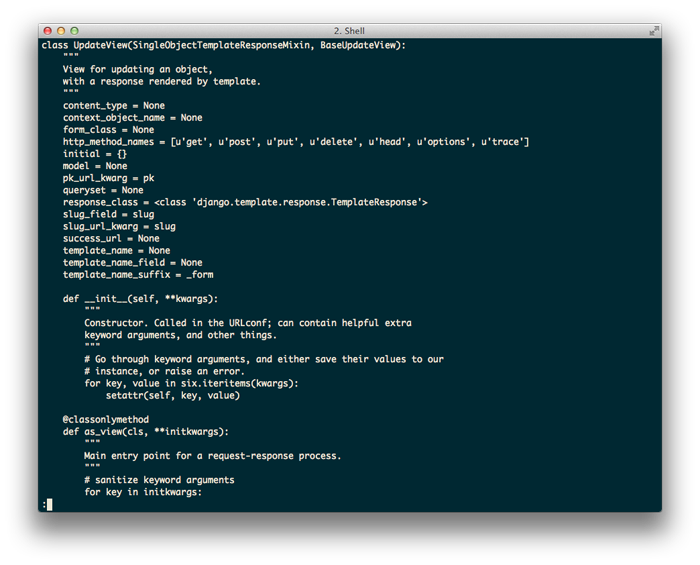 2. Shell
class UpdateView(SingleObjectTemplateResponseMixin, BaseUpdateView):
    """
    View for updating an object,
    with a response rendered by template.
    """
    content_type = None
    context_object_name = None
    form_class = None
    http_method_names = [u'get', u'post', u'put', u'delete', u'head', u'options', u'trace']
    initial = {}
    model = None
    pk_url_kwarg = pk
    queryset = None
    response_class = <class 'django.template.response.TemplateResponse'>
    slug_field = slug
    slug_url_kwarg = slug
    success_url = None
    template_name = None
    template_name_field = None
    template_name_suffix = _form

    def __init__(self, **kwargs):
        """
        Constructor. Called in the URLconf; can contain helpful extra
        keyword arguments, and other things.
        """
        # Go through keyword arguments, and either save their values to our
        # instance, or raise an error.
        for key, value in six.iteritems(kwargs):
            setattr(self, key, value)

    @classonlymethod
    def as_view(cls, **initkwargs):
        """
        Main entry point for a request-response process.
        """
        # sanitize keyword arguments
        for key in initkwargs:
: